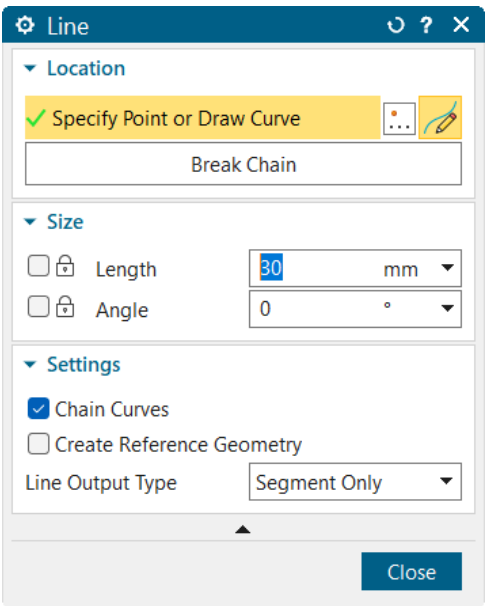 Line ?
Location
Specify Point or Draw Curve
Break Chain
Size
Length 30 mm
Angle 0 °
Settings
Chain Curves
Create Reference Geometry
Line Output Type Segment Only
Close